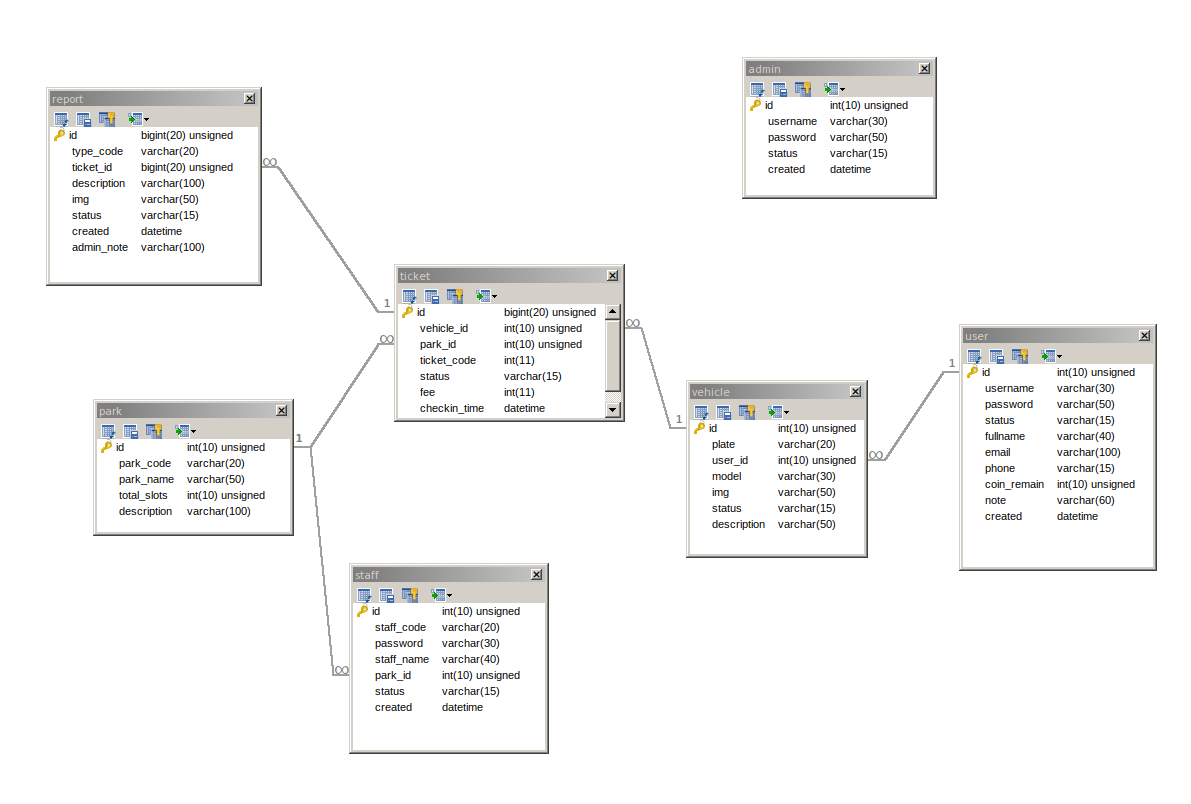 admin
id int(10) unsigned
username varchar(30)
password varchar(50)
status varchar(15)
created datetime
report
id bigint(20) unsigned
type_code varchar(20)
ticket_id bigint(20) unsigned
description varchar(100)
img varchar(50)
status varchar(15)
created datetime
admin_note varchar(100)
∞
1
∞
ticket
id bigint(20) unsigned
vehicle_id int(10) unsigned
park_id int(10) unsigned
ticket_code int(11)
status varchar(15)
fee int(11)
checkin_time datetime
∞
1
user
id int(10) unsigned
username varchar(30)
password varchar(50)
status varchar(15)
fullname varchar(40)
email varchar(100)
phone varchar(15)
coin_remain int(10) unsigned
note varchar(60)
created datetime
1
∞
vehicle
id int(10) unsigned
plate varchar(20)
user_id int(10) unsigned
model varchar(30)
img varchar(50)
status varchar(15)
description varchar(50)
park
id int(10) unsigned
park_code varchar(20)
park_name varchar(50)
total_slots int(10) unsigned
description varchar(100)
1
∞
staff
id int(10) unsigned
staff_code varchar(20)
password varchar(30)
staff_name varchar(40)
park_id int(10) unsigned
status varchar(15)
created datetime